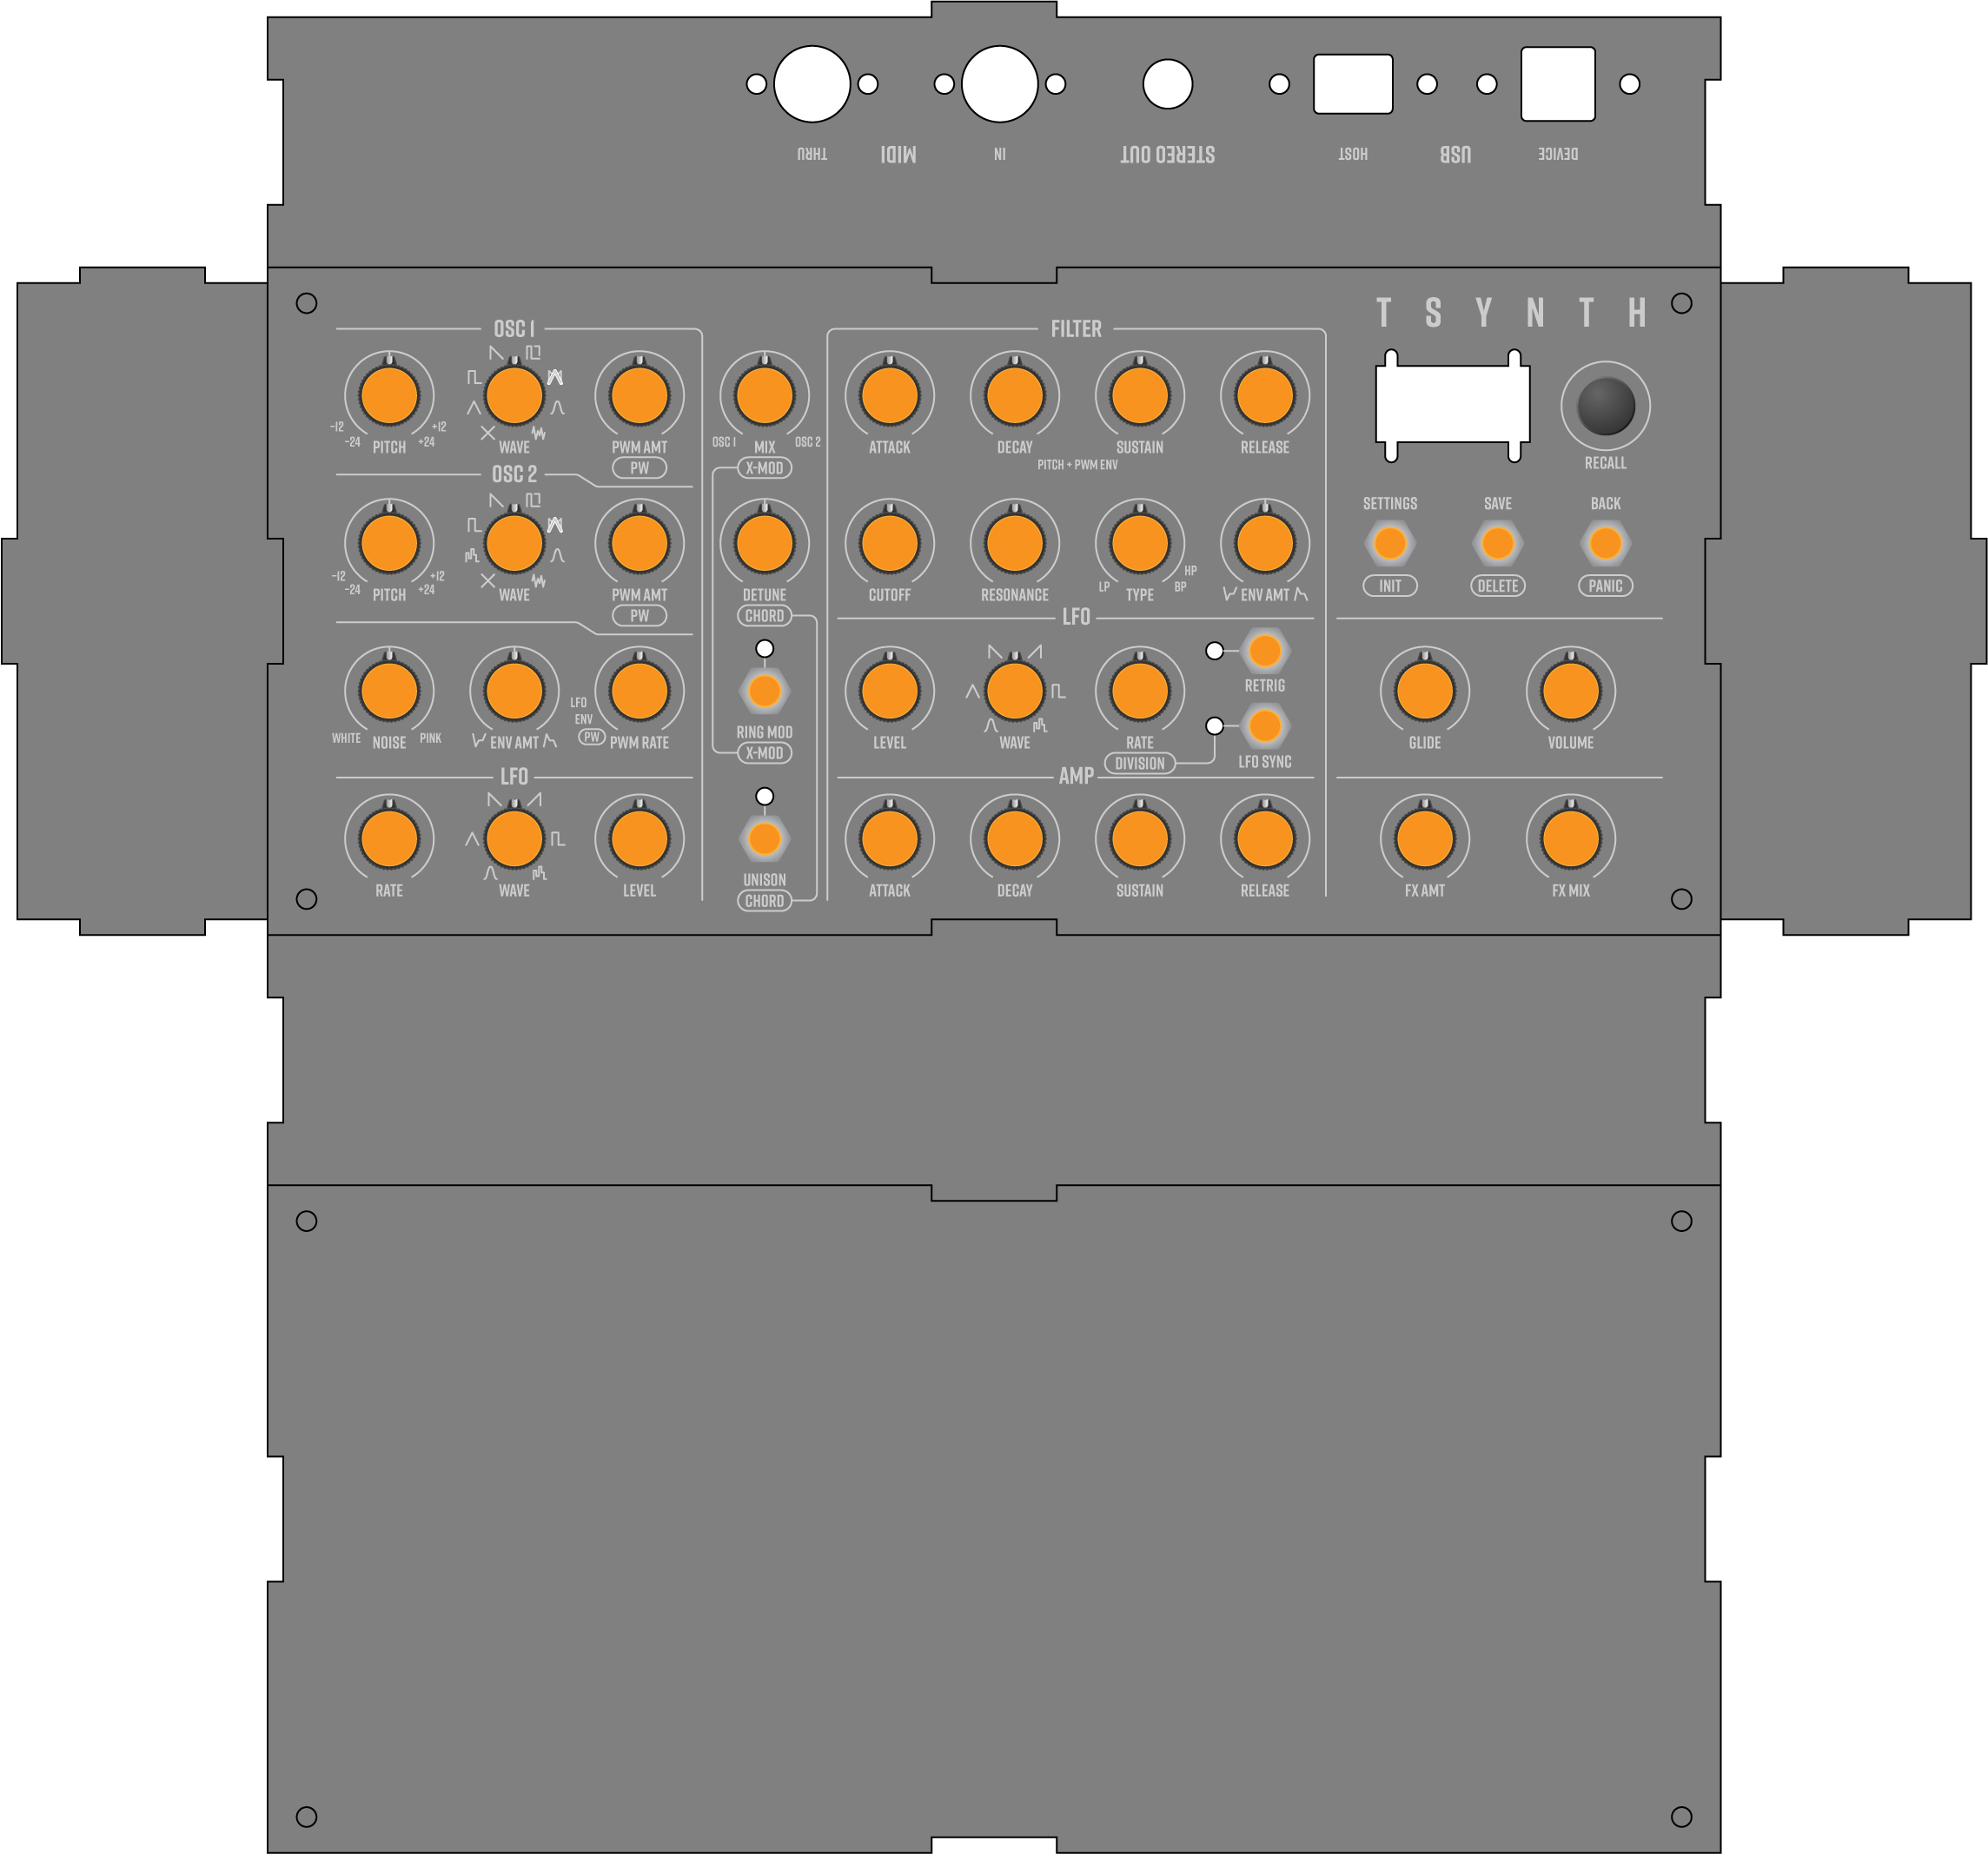 THRU MIDI IN STEREO OUT HOST USB DEVICE
T S Y N T H
OSC 1
FILTER
-12 +12
-24 PITCH +24
WAVE
PWM AMT
PW
OSC 1 MIX OSC 2
X-MOD
ATTACK
DECAY
SUSTAIN
RELEASE
PITCH + PWM ENV
RECALL
OSC 2
SETTINGS
SAVE
BACK
-12 +12
-24 PITCH +24
WAVE
PWM AMT
PW
DETUNE
CHORD
CUTOFF
RESONANCE
LP TYPE BP HP
ENV AMT
INIT
DELETE
PANIC
LFO
WHITE NOISE PINK
ENV AMT
LFO
ENV
PW
PWM RATE
RING MOD
X-MOD
LEVEL
WAVE
RATE
DIVISION
RETRIG
LFO SYNC
GLIDE
VOLUME
LFO
AMP
RATE
WAVE
LEVEL
UNISON
CHORD
ATTACK
DECAY
SUSTAIN
RELEASE
FX AMT
FX MIX